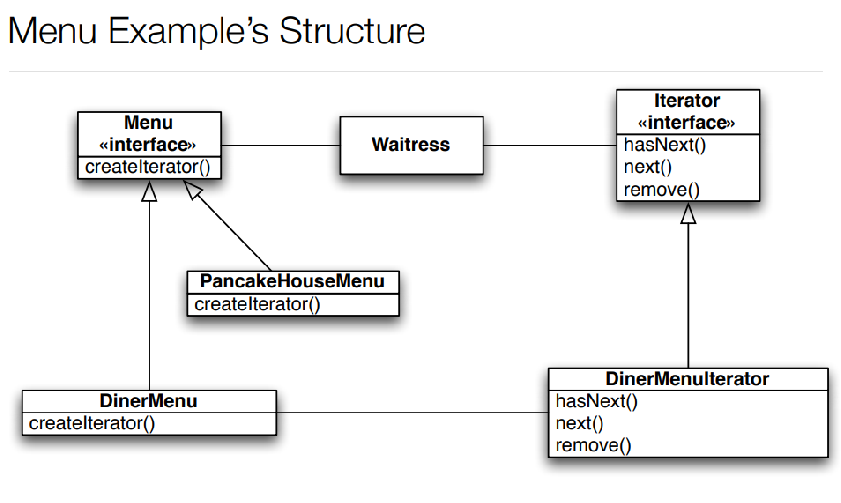 Menu Example’s Structure
Menu
«interface»
createIterator()
Waitress
Iterator
«interface»
hasNext()
next()
remove()
PancakeHouseMenu
createIterator()
DinerMenu
createIterator()
DinerMenuIterator
hasNext()
next()
remove()